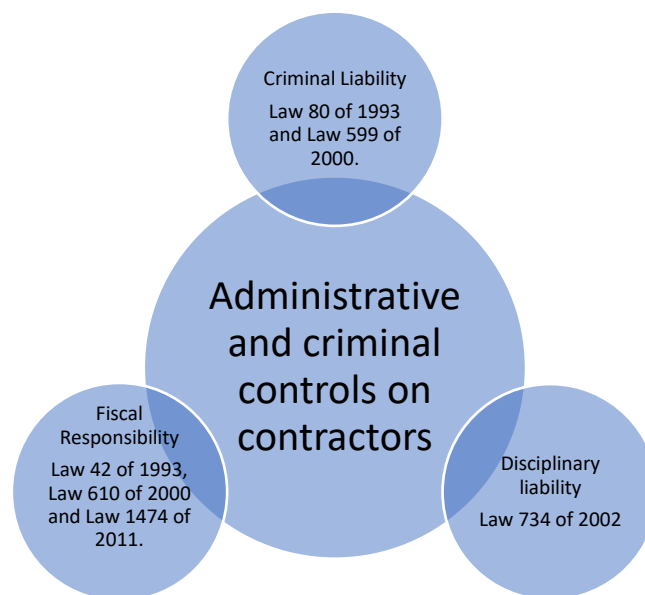 Criminal Liability
Law 80 of 1993
and Law 599 of
2000.
Administrative
and criminal
controls on
contractors
Fiscal
Responsibility
Law 42 of 1993,
Law 610 of 2000
and Law 1474 of
2011.
Disciplinary
liability
Law 734 of 2002